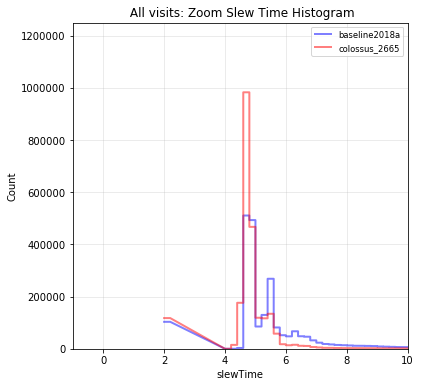 All visits: Zoom Slew Time Histogram
baseline2018a
colossus_2665
1200000
1000000
800000
600000
400000
200000
0
Count
0 2 4 6 8 10
slewTime